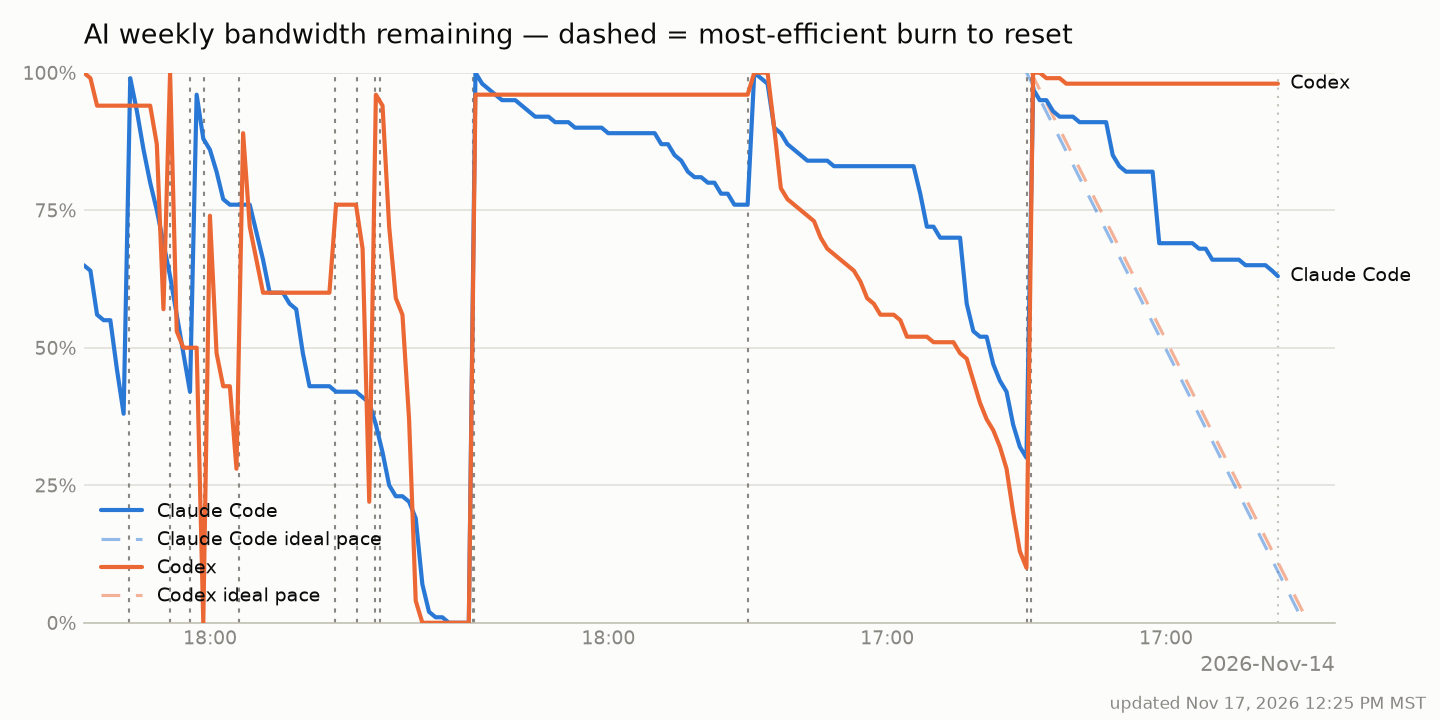 AI weekly bandwidth remaining — dashed = most-efficient burn to reset
100%
75%
50%
25%
0%
Codex
Claude Code
Claude Code
Claude Code ideal pace
Codex
Codex ideal pace
18:00 18:00 17:00 17:00
2026-Nov-14
updated Nov 17, 2026 12:25 PM MST